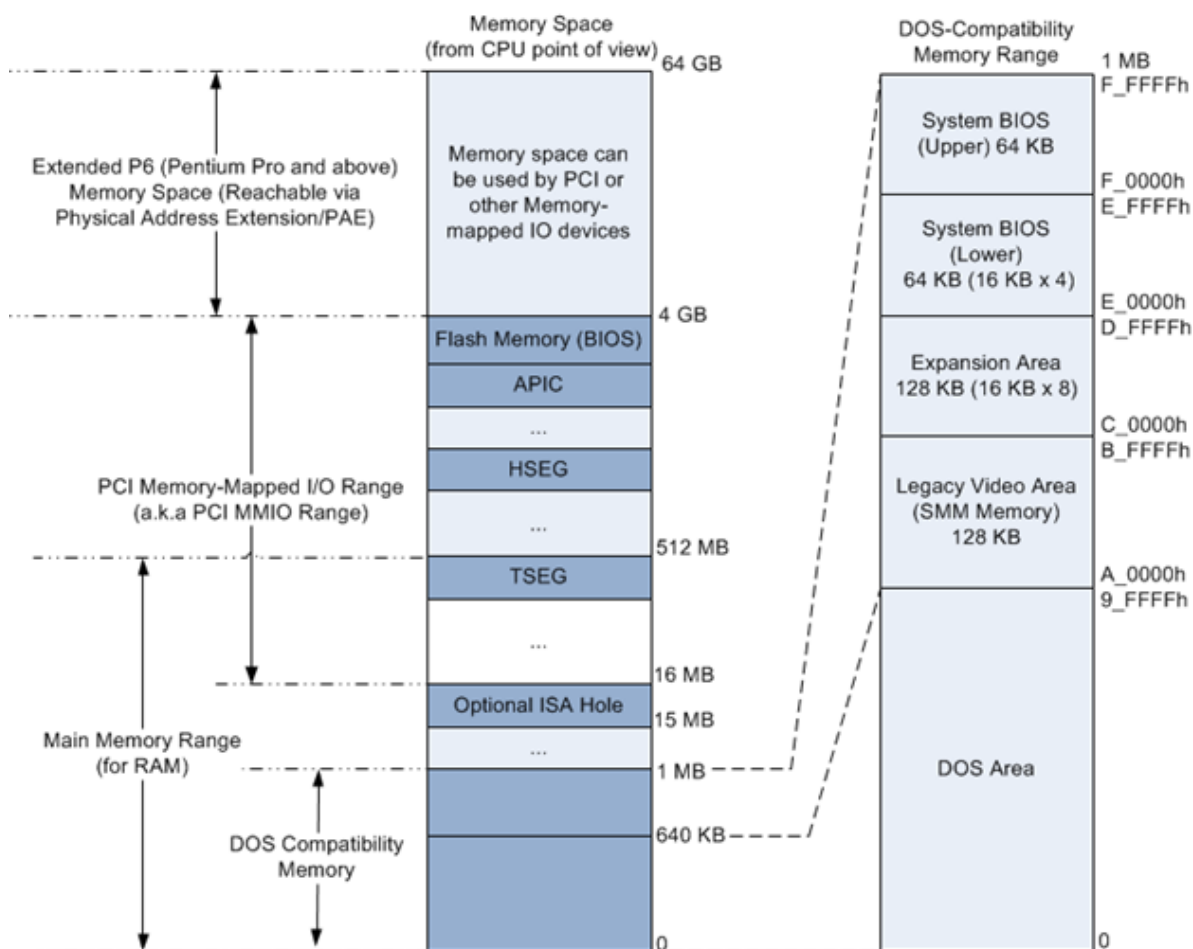 Memory Space
(from CPU point of view)
64 GB
Extended P6 (Pentium Pro and above)
Memory Space (Reachable via
Physical Address Extension/PAE)
Memory space can
be used by PCI or
other Memory-
mapped IO devices
4 GB
Flash Memory (BIOS)
APIC
...
HSEG
PCI Memory-Mapped I/O Range
(a.k.a PCI MMIO Range)
...
512 MB
TSEG
...
16 MB
Optional ISA Hole
15 MB
Main Memory Range
(for RAM)
...
1 MB
640 KB
DOS Compatibility
Memory
0
DOS-Compatibility
Memory Range
1 MB
F_FFFFh
System BIOS
(Upper) 64 KB
F_0000h
E_FFFFh
System BIOS
(Lower)
64 KB (16 KB x 4)
E_0000h
D_FFFFh
Expansion Area
128 KB (16 KB x 8)
C_0000h
B_FFFFh
Legacy Video Area
(SMM Memory)
128 KB
A_0000h
9_FFFFh
DOS Area
0